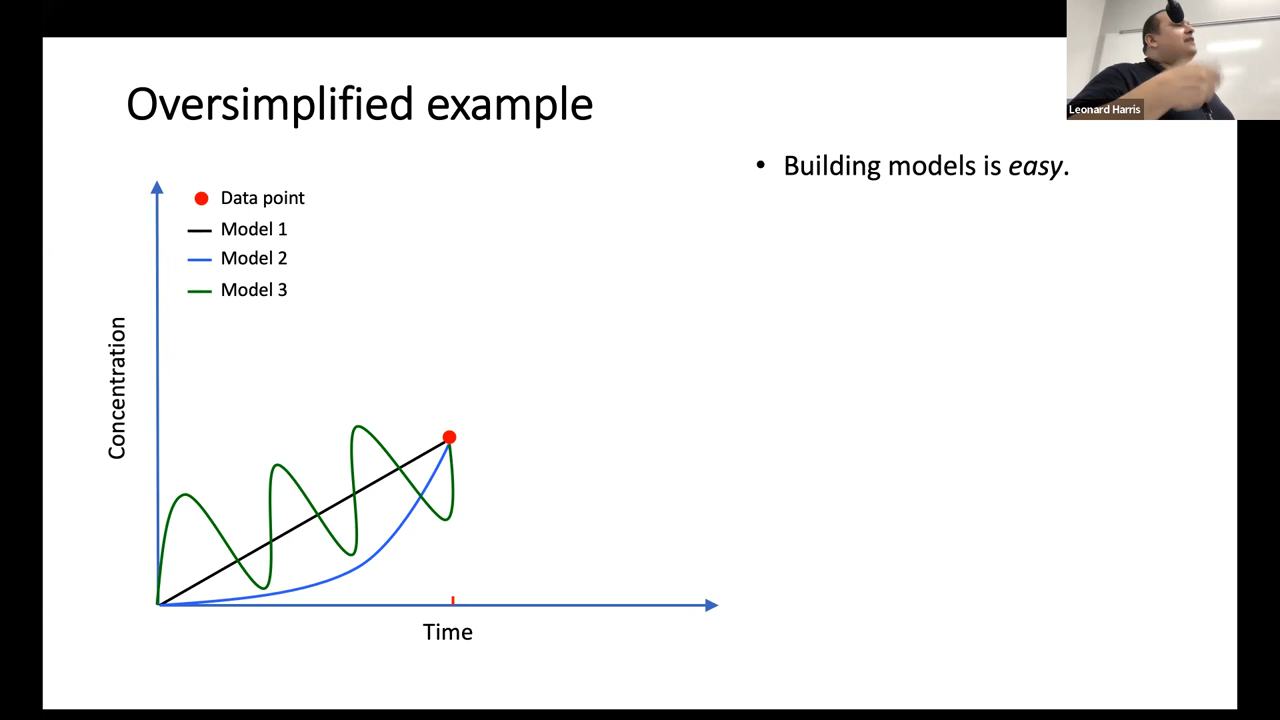 Leonard Harris
Oversimplified example
• Building models is easy.
Data point
Model 1
Model 2
Model 3
Concentration
Time